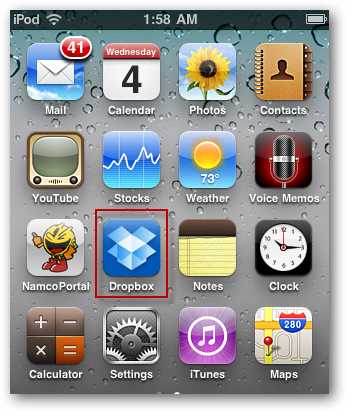 iPod 1:58 AM
41 Wednesday
4
Mail Calendar Photos Contacts
73°
YouTube Stocks Weather Voice Memos
NamcoPortal Dropbox Notes Clock
280
Calculator Settings iTunes Maps